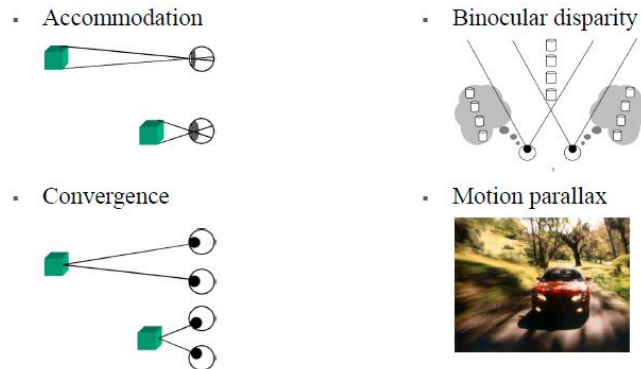 Accommodation
Binocular disparity
Convergence
Motion parallax